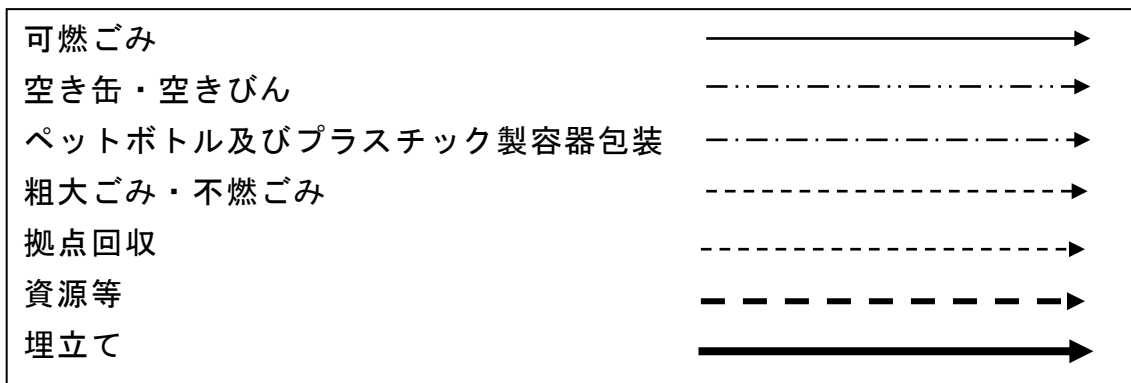 可燃ごみ
空き缶・空きびん
ペットボトル及びプラスチック製容器包装
粗大ごみ・不燃ごみ
拠点回収
資源等
埋立て